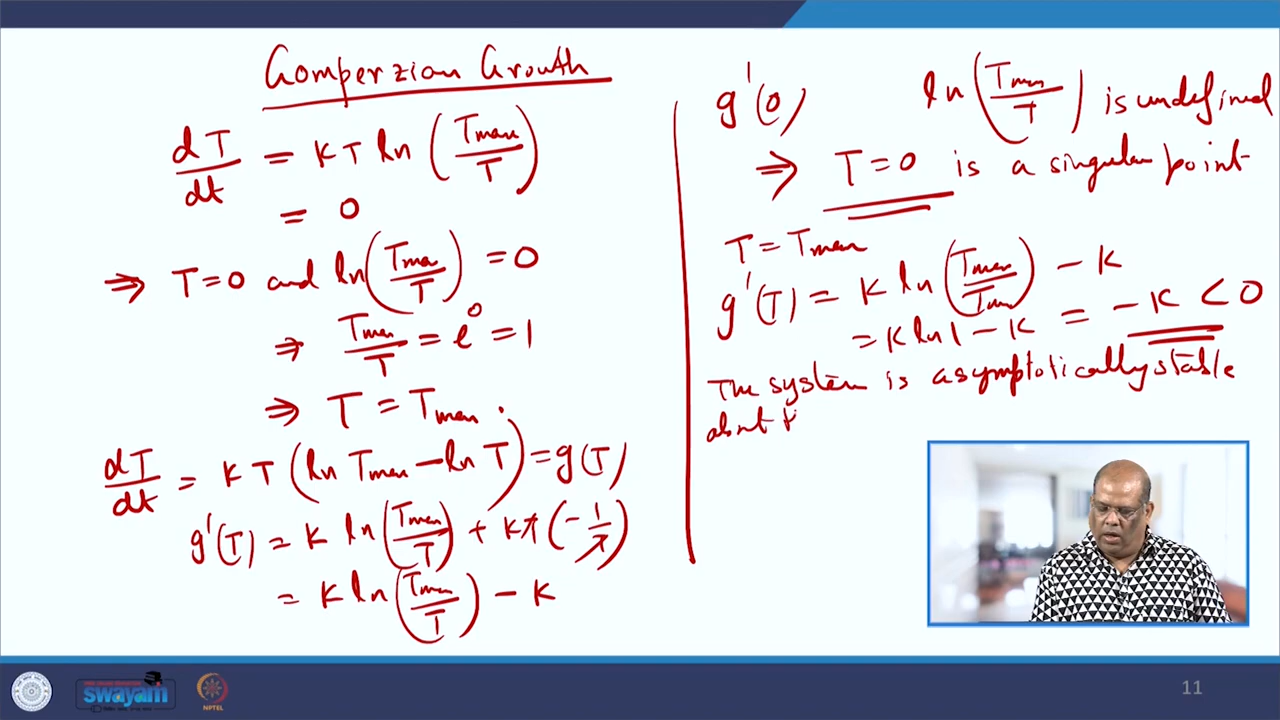 Gomperzian Growth
dT/dt = KT ln (Tmax/T)
= 0
⇒ T=0 and ln(Tmax/T) = 0
⇒ Tmax/T = e^0 = 1
⇒ T = Tmax.
dT/dt = KT (ln Tmax - ln T) = g(T)
g'(T) = K ln(Tmax/T) + KT (-1/T)
= K ln(Tmax/T) - K
g'(0) ln(Tmax/T) is undefined
⇒ T=0 is a singular point
T = Tmax
g'(T) = K ln(Tmax/Tmax) - K
= K ln 1 - K = -K < 0
The system is asymptotically stable
about
swayam
NPTEL
11